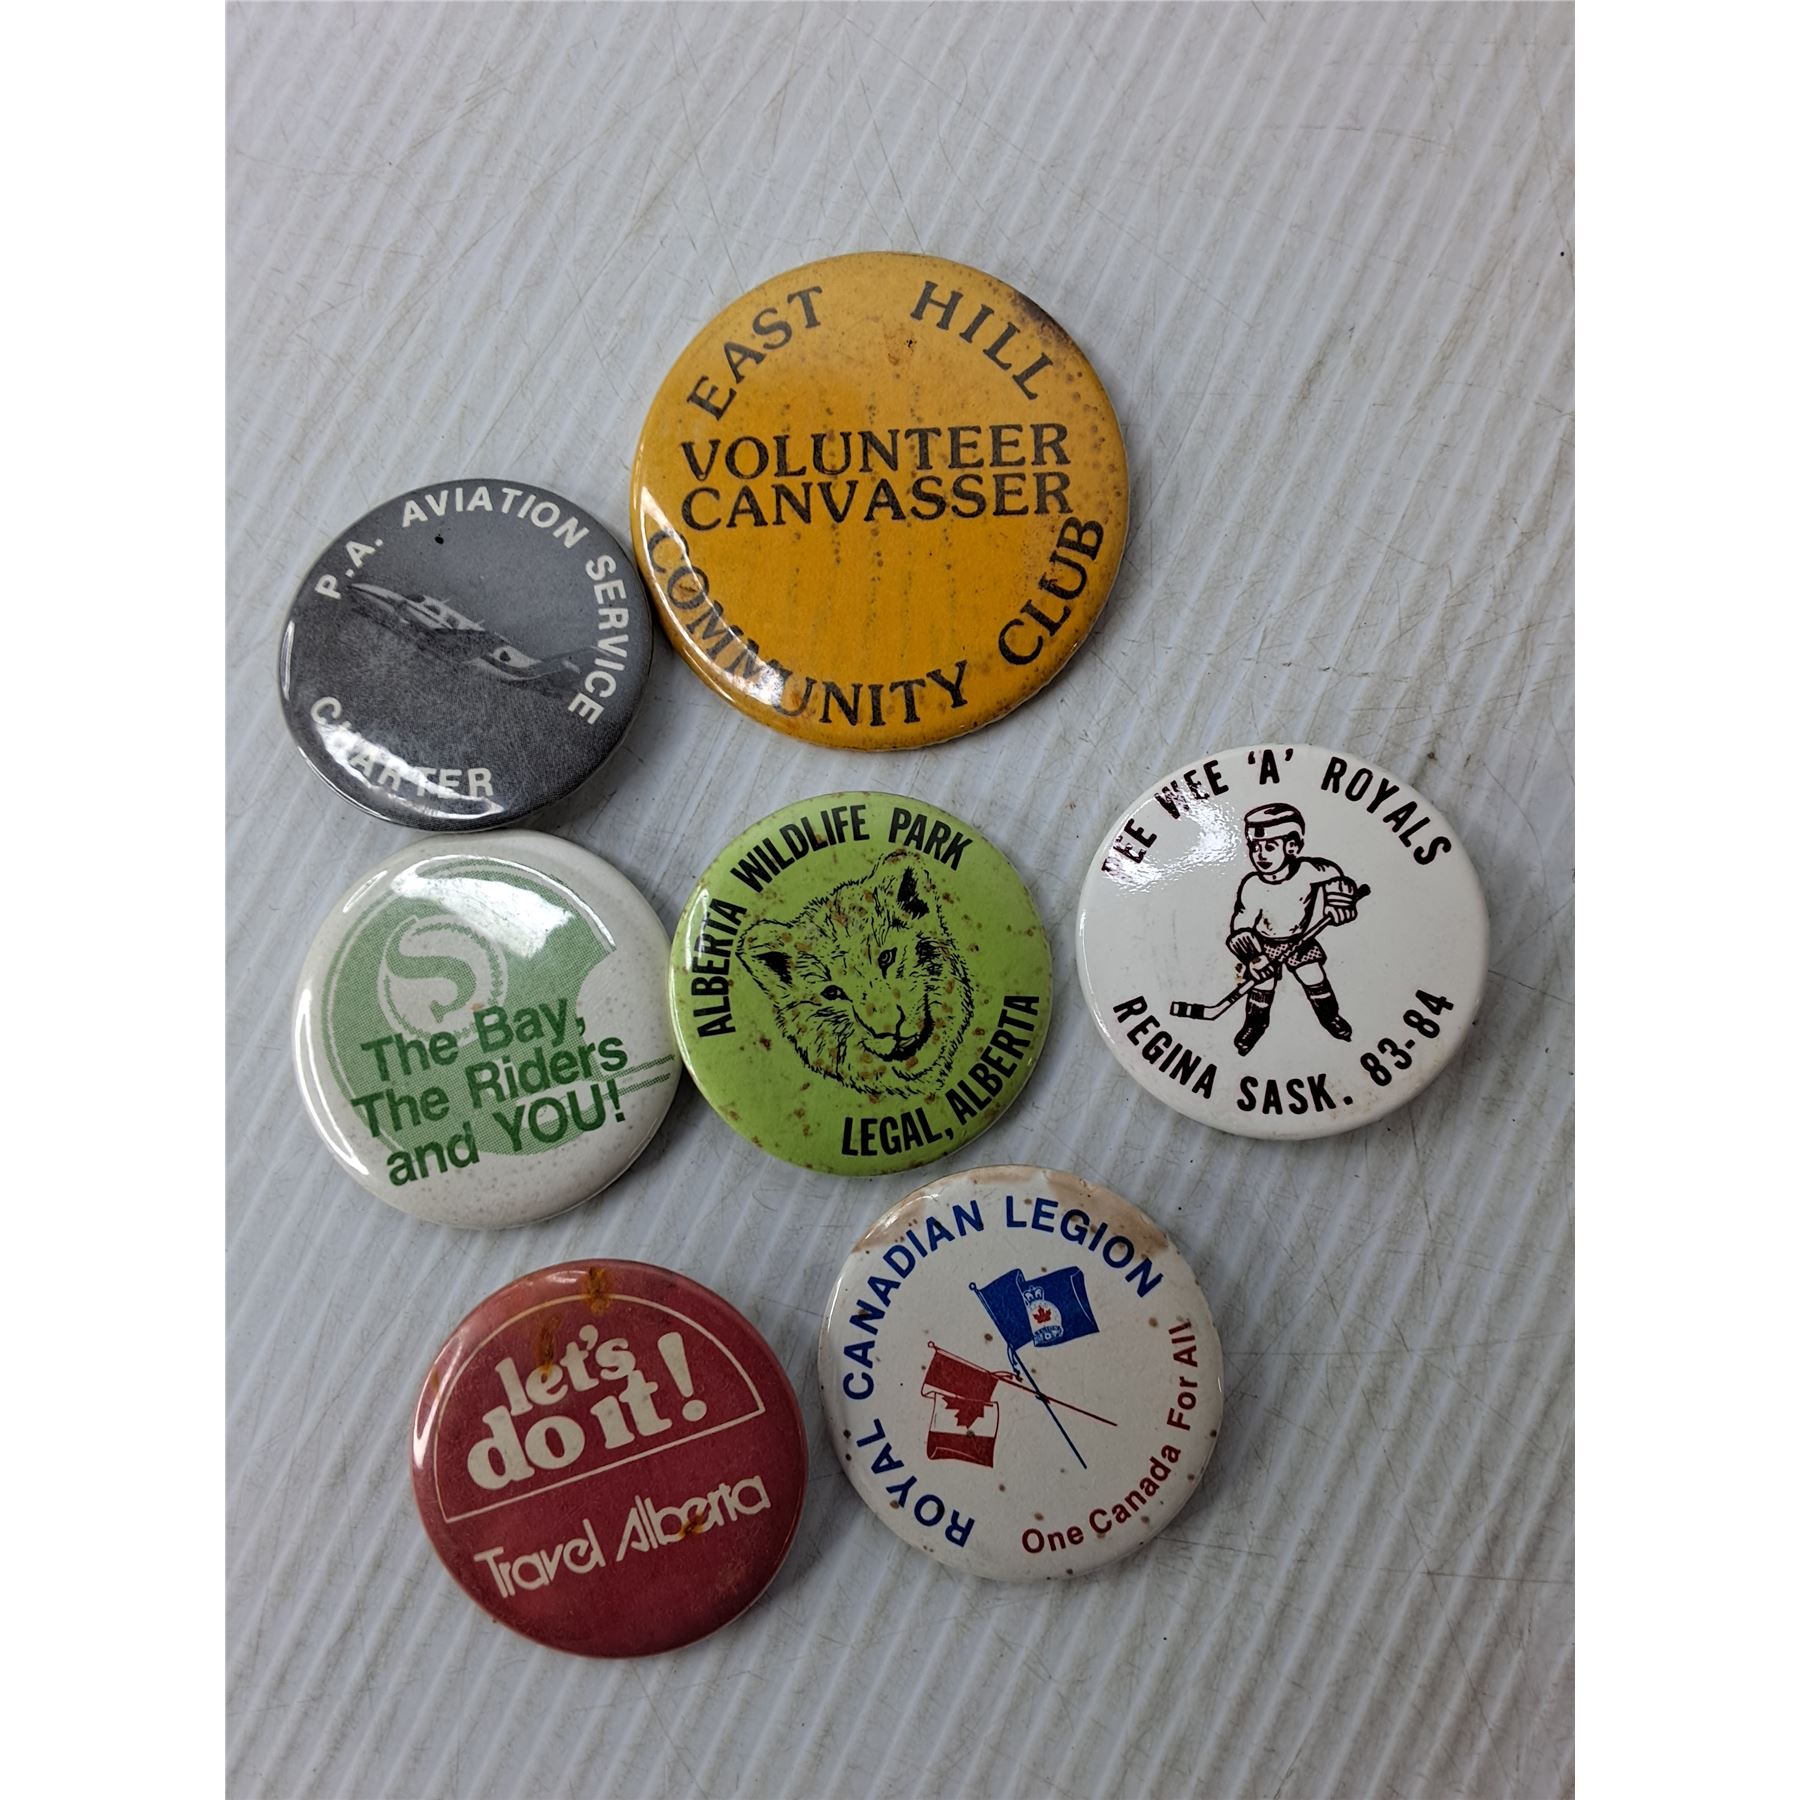 EAST HILL
VOLUNTEER
CANVASSER
COMMUNITY CLUB
P.A. AVIATION SERVICE
CHARTER
PEE WEE 'A' ROYALS
REGINA SASK. 83-84
ALBERTA WILDLIFE PARK
LEGAL, ALBERTA
S
The Bay,
The Riders
and YOU!
ROYAL CANADIAN LEGION
One Canada For All
let's
do it!
Travel Alberta